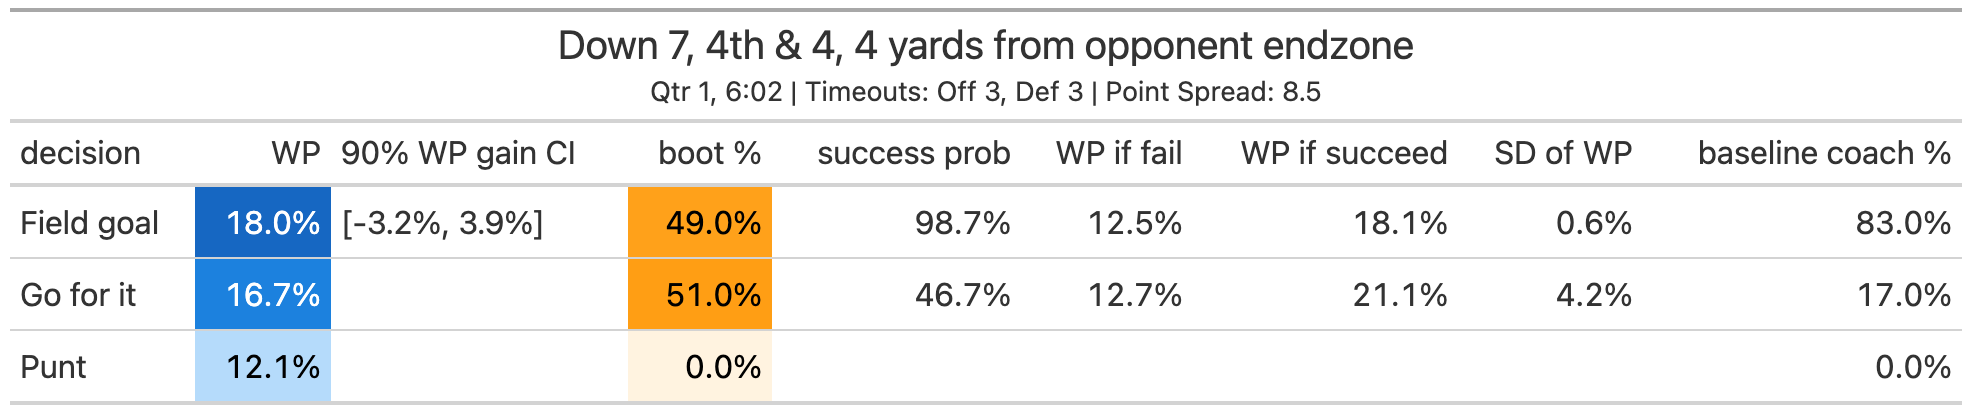 Down 7, 4th & 4, 4 yards from opponent endzone
Qtr 1, 6:02 | Timeouts: Off 3, Def 3 | Point Spread: 8.5
decision WP 90% WP gain CI boot % success prob WP if fail WP if succeed SD of WP baseline coach %
Field goal 18.0% [-3.2%, 3.9%] 49.0% 98.7% 12.5% 18.1% 0.6% 83.0%
Go for it 16.7% 51.0% 46.7% 12.7% 21.1% 4.2% 17.0%
Punt 12.1% 0.0% 0.0%